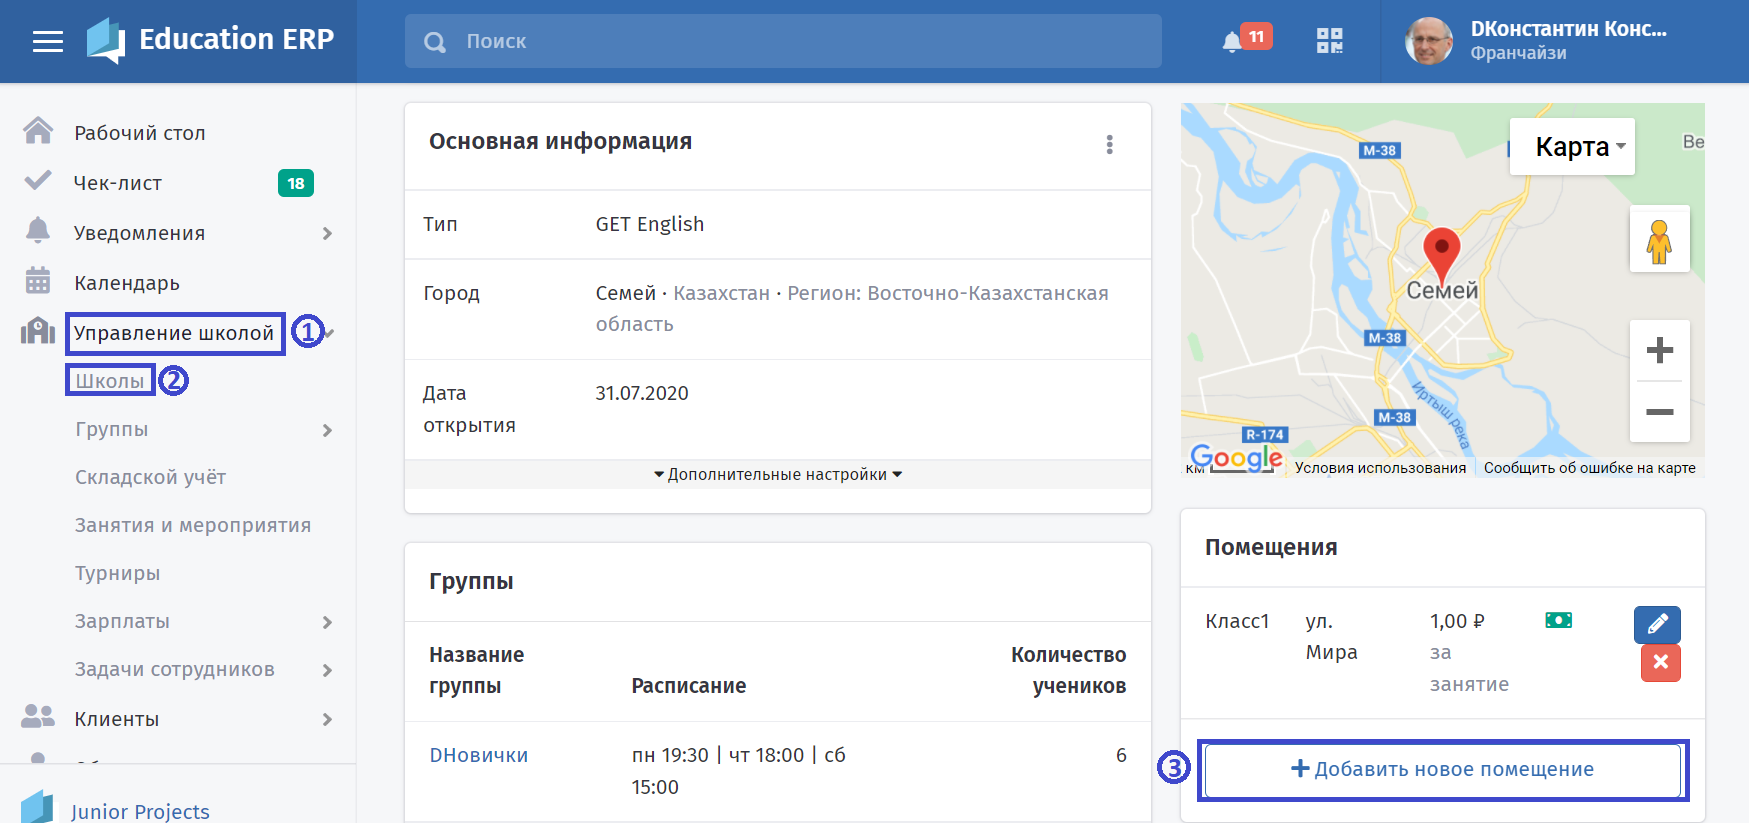 Education ERP
Поиск
11
DКонстантин Конс...
Франчайзи
Рабочий стол
Чек-лист 18
Уведомления
Календарь
Управление школой 1
Школы 2
Группы
Складской учёт
Занятия и мероприятия
Турниры
Зарплаты
Задачи сотрудников
Клиенты
Junior Projects
Основная информация
Тип GET English
Город Семей · Казахстан · Регион: Восточно-Казахстанская
область
Дата 31.07.2020
открытия
Дополнительные настройки
Группы
Название
группы
Расписание
Количество
учеников
DНовички пн 19:30 | чт 18:00 | сб 6
15:00
Карта
Ве
M-38
Семей
M-38
Иртыш река
M-38
R-174
Google
км
Условия использования
Сообщить об ошибке на карте
Помещения
Класс1 ул. 1,00 ₽
Мира за
занятие
3 + Добавить новое помещение